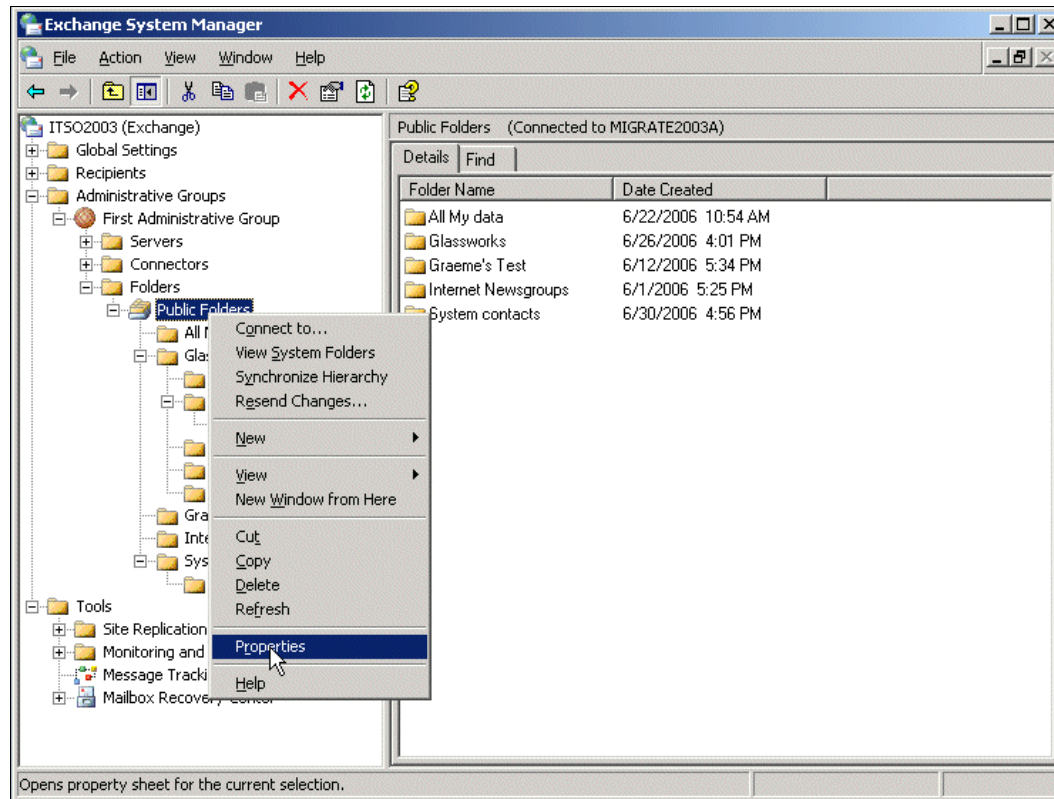 Exchange System Manager
File Action View Window Help
ITSO2003 (Exchange)
Global Settings
Recipients
Administrative Groups
First Administrative Group
Servers
Connectors
Folders
Public Folders
All
Gla
Gra
Inte
Sys
Tools
Site Replication
Monitoring and
Message Tracki
Mailbox Recovery Center
Connect to...
View System Folders
Synchronize Hierarchy
Resend Changes...
New
View
New Window from Here
Cut
Copy
Delete
Refresh
Properties
Help
Public Folders (Connected to MIGRATE2003A)
Details Find
Folder Name Date Created
All My data 6/22/2006 10:54 AM
Glassworks 6/26/2006 4:01 PM
Graeme's Test 6/12/2006 5:34 PM
Internet Newsgroups 6/1/2006 5:25 PM
System contacts 6/30/2006 4:56 PM
Opens property sheet for the current selection.